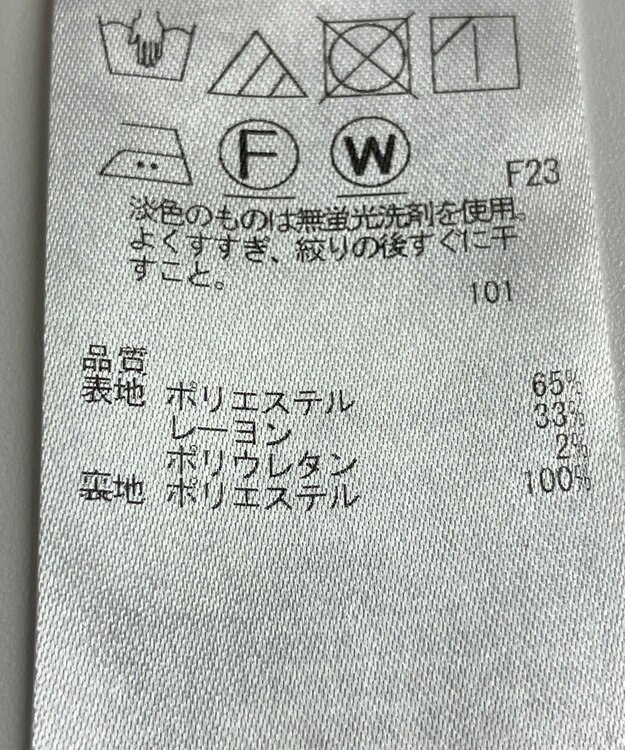 F W
F23
淡色のものは無蛍光洗剤を使用。
よくすすぎ、絞りの後すぐに干
すこと。
101
品質
表地 ポリエステル 65%
レーヨン 33%
ポリウレタン 2%
裏地 ポリエステル 100%